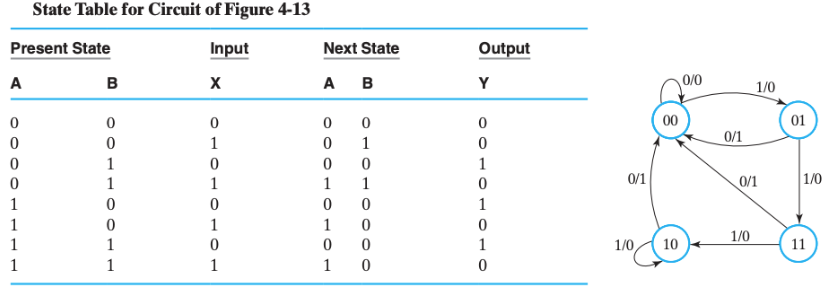 State Table for Circuit of Figure 4-13
Present State Input Next State Output
A B X A B Y
0 0 0 0 0 0
0 0 1 0 1 0
0 1 0 0 0 1
0 1 1 1 1 0
1 0 0 0 0 1
1 0 1 1 0 0
1 1 0 0 0 1
1 1 1 1 0 0
0/0
1/0
00
01
0/1
0/1
0/1
1/0
1/0
10
1/0
11